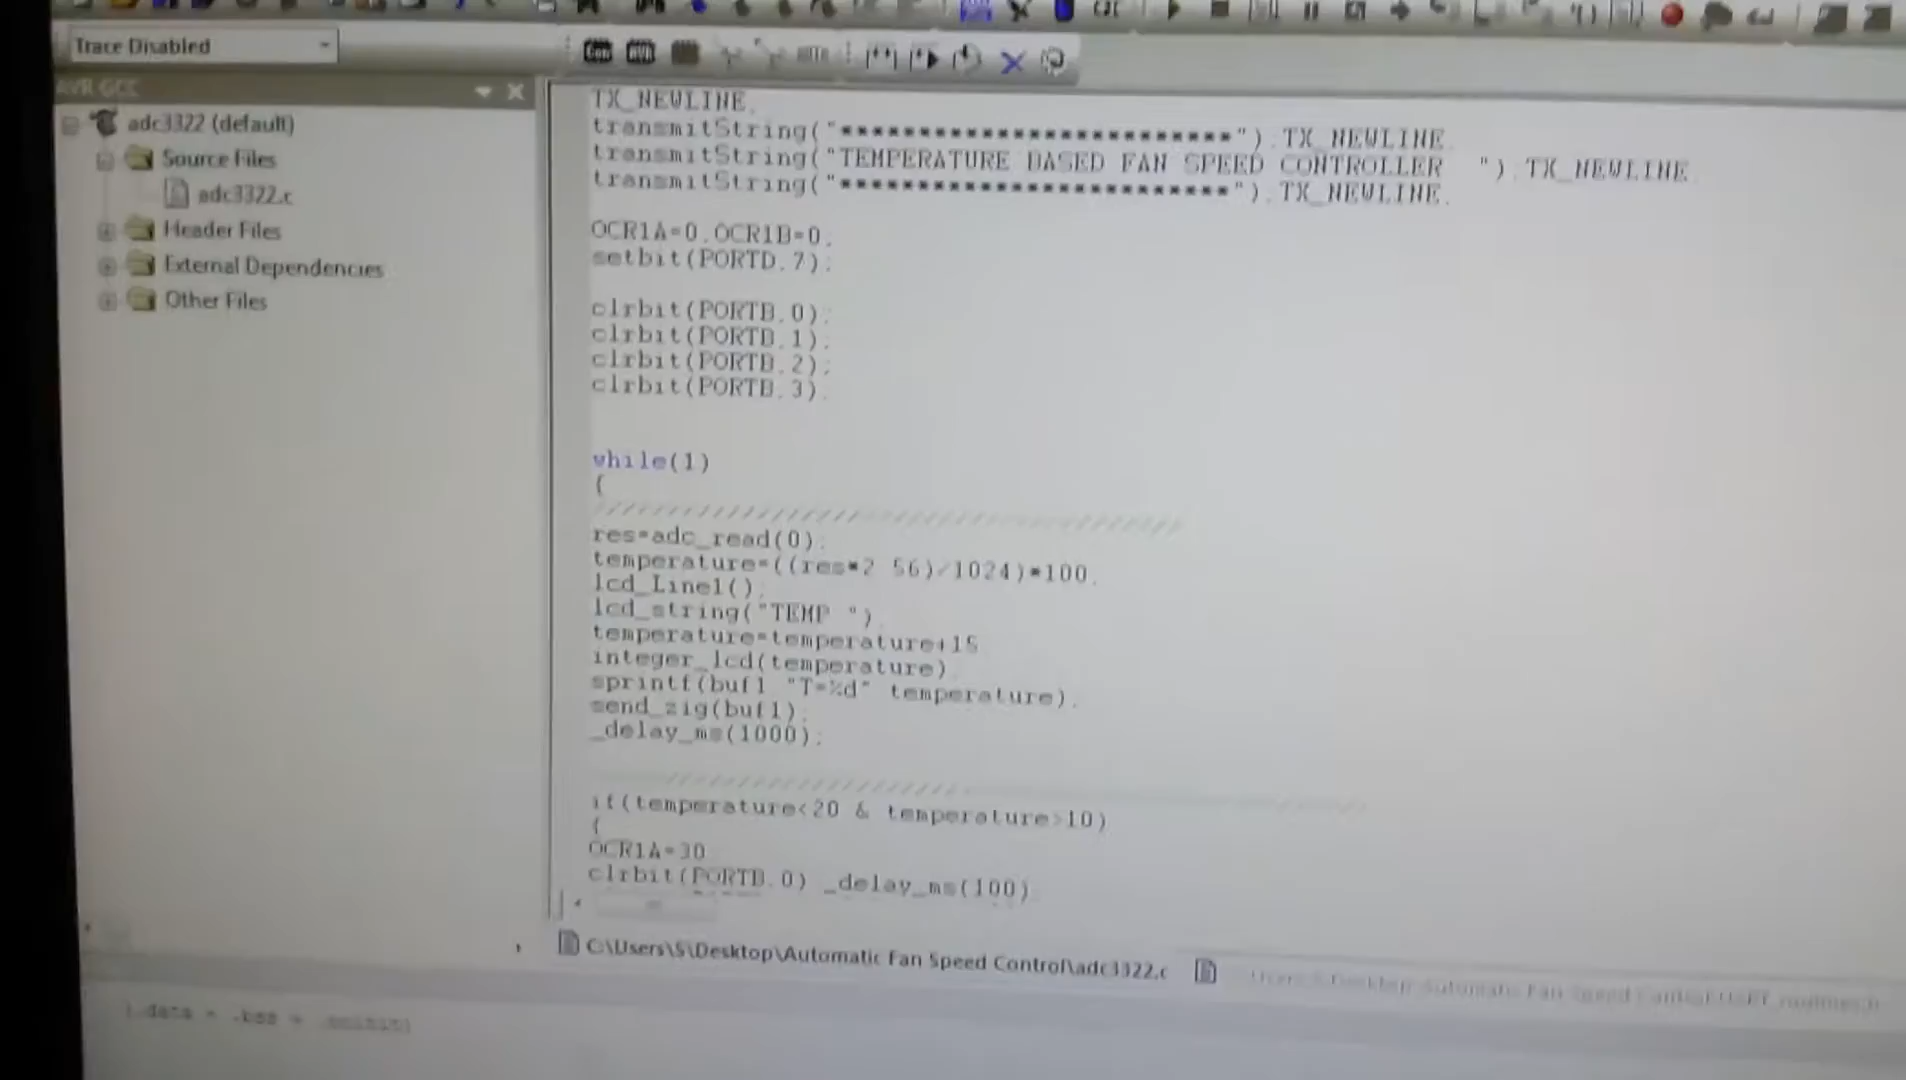 Trace Disabled
AVR GCC
adc3322 (default)
Source Files
adc3322.c
Header Files
External Dependencies
Other Files
TX_NEWLINE;
transmitString("*************************");TX_NEWLINE;
transmitString("TEMPERATURE BASED FAN SPEED CONTROLLER  ");TX_NEWLINE;
transmitString("*************************");TX_NEWLINE;
OCR1A=0;OCR1B=0;
setbit(PORTD,7);
clrbit(PORTB,0);
clrbit(PORTB,1);
clrbit(PORTB,2);
clrbit(PORTB,3);
while(1)
{
res=adc_read(0);
temperature=((res*2.56)/1024)*100;
lcd_Line1();
lcd_string("TEMP ");
temperature=temperature+15;
integer_lcd(temperature);
sprintf(buf1,"T=%d",temperature);
send_zig(buf1);
_delay_ms(1000);
if(temperature<20 & temperature>10)
{
OCR1A=30;
clrbit(PORTB,0);_delay_ms(100);
C:\Users\S\Desktop\Automatic Fan Speed Control\adc3322.c